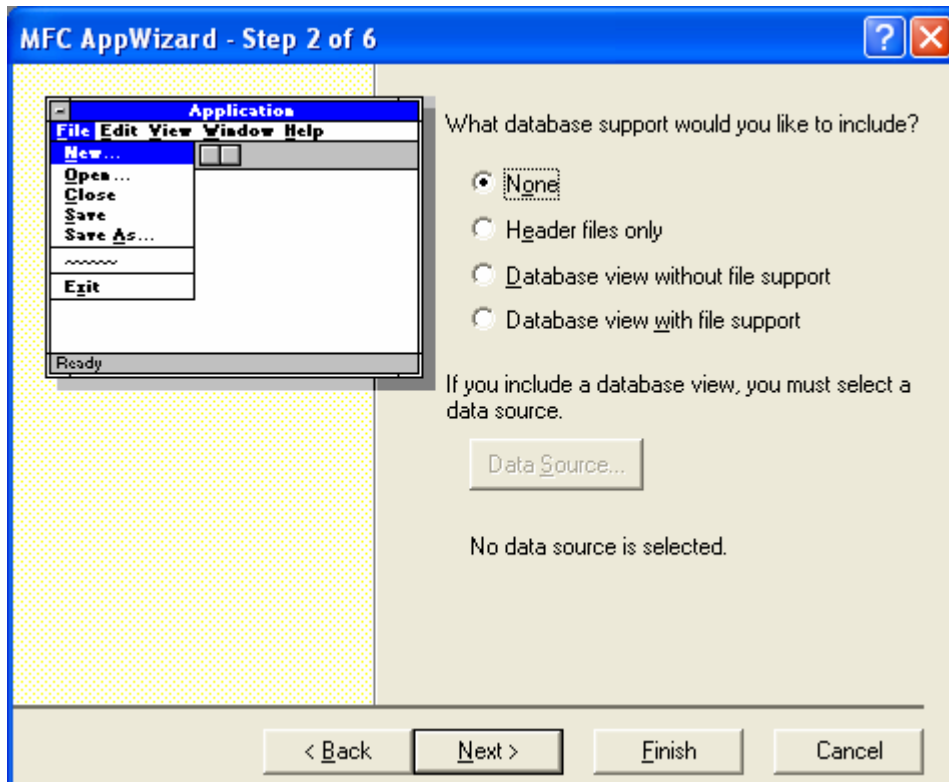 MFC AppWizard - Step 2 of 6
Application
File Edit View Window Help
New...
Open...
Close
Save
Save As...
Exit
Ready
What database support would you like to include?
None
Header files only
Database view without file support
Database view with file support
If you include a database view, you must select a
data source.
Data Source...
No data source is selected.
< Back Next > Finish Cancel